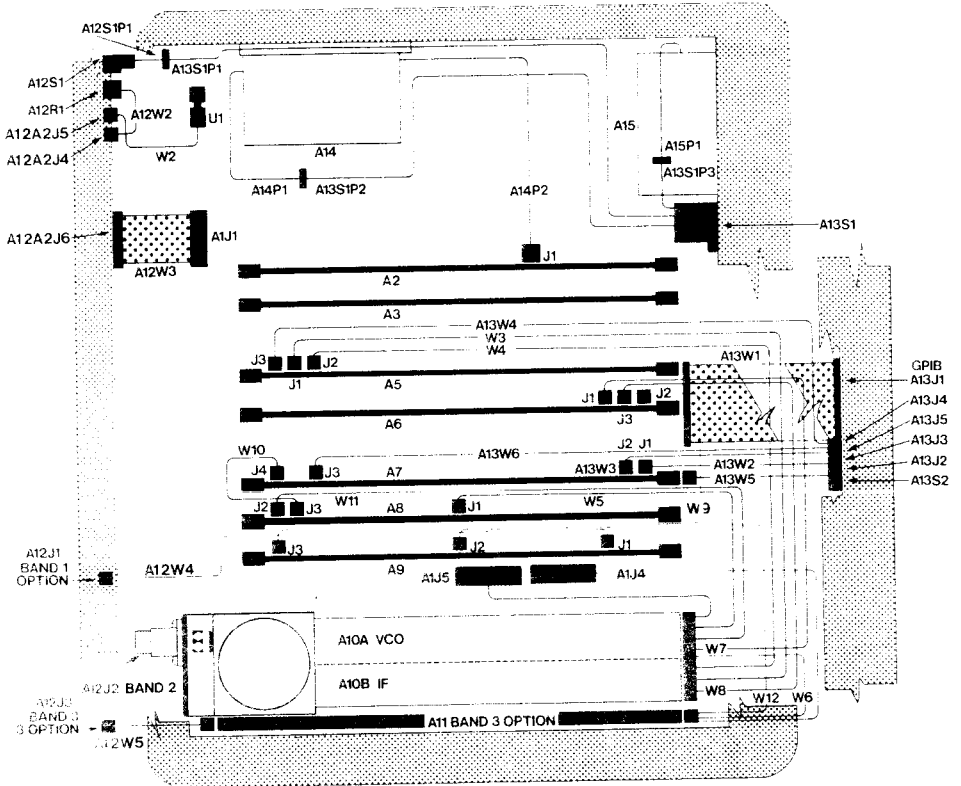 A12S1P1
A12S1
A13S1P1
A12R1
A12W2
U1
A12A2J5
A12A2J4
W2
A14
A15
A15P1
A13S1P3
A14P1
A13S1P2
A14P2
A12A2J6
A1J1
A13S1
A12W3
J1
A2
A3
A13W4
W3
W4
J3
J1
J2
A5
A13W1
GPIB
A13J1
J1
J2
J3
A6
A13J4
A13J5
A13J3
A13J2
A13S2
W10
A13W6
J2
J1
J4
J3
A7
A13W3
A13W2
A13W5
W11
W5
J2
J3
A8
J1
W9
J3
J2
J1
A9
A1J5
A1J4
A12J1
BAND 1
OPTION
A12W4
A10A VCO
W7
A10B IF
W8
A12J2 BAND 2
W12
W6
BAND 3
3 OPTION
A11 BAND 3 OPTION